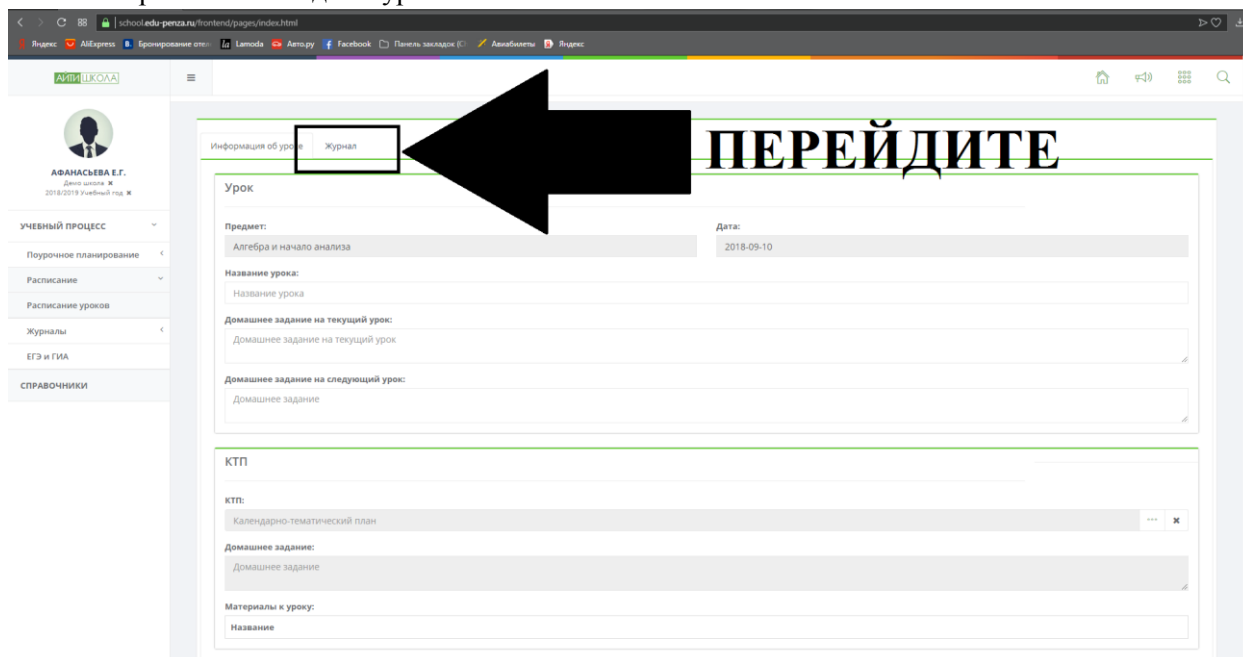 school.edu-penza.ru/frontend/pages/index.html
Яндекс AliExpress B. Бронирование отел la Lamoda Авто.ру f Facebook Панель закладок (О Авиабилеты Яндекс
АЙТИ ШКОЛА
Информация об уроке Журнал
ПЕРЕЙДИТЕ
АФАНАСЬЕВА Е.Г.
Демо школа ✖
2018/2019 Учебный год ✖
УЧЕБНЫЙ ПРОЦЕСС
Поурочное планирование
Расписание
Расписание уроков
Журналы
ЕГЭ и ГИА
СПРАВОЧНИКИ
Урок
Предмет: Дата:
Алгебра и начало анализа 2018-09-10
Название урока:
Название урока
Домашнее задание на текущий урок:
Домашнее задание на текущий урок
Домашнее задание на следующий урок:
Домашнее задание
КТП
КТП:
Календарно-тематический план
Домашнее задание:
Домашнее задание
Материалы к уроку:
Название